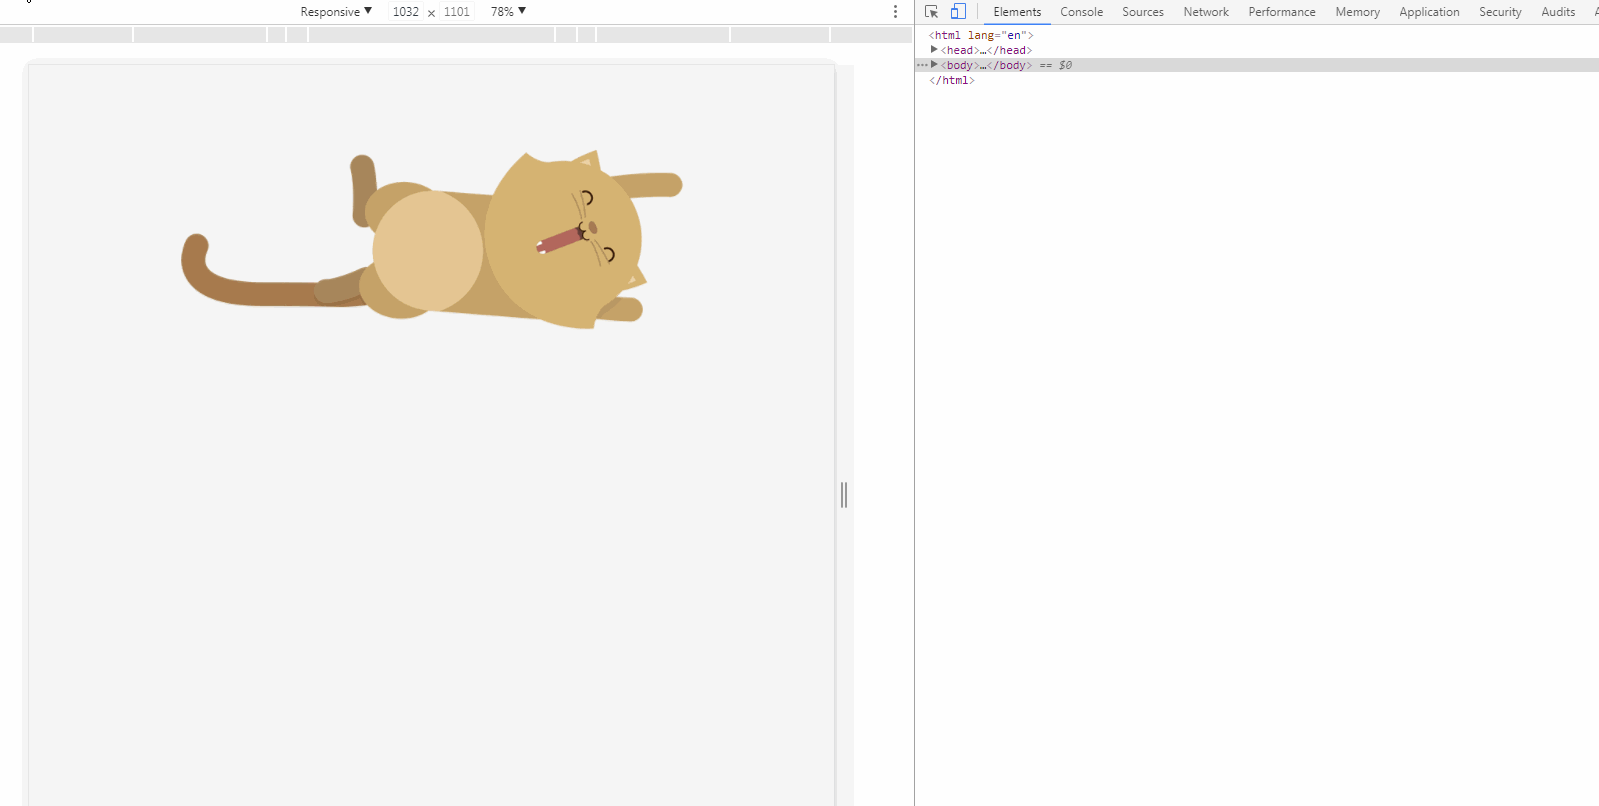 Responsive ▼ 1032 × 1101 78% ▼
Elements Console Sources Network Performance Memory Application Security Audits
<html lang="en">
▶<head>…</head>
…▶<body>…</body> == $0
</html>